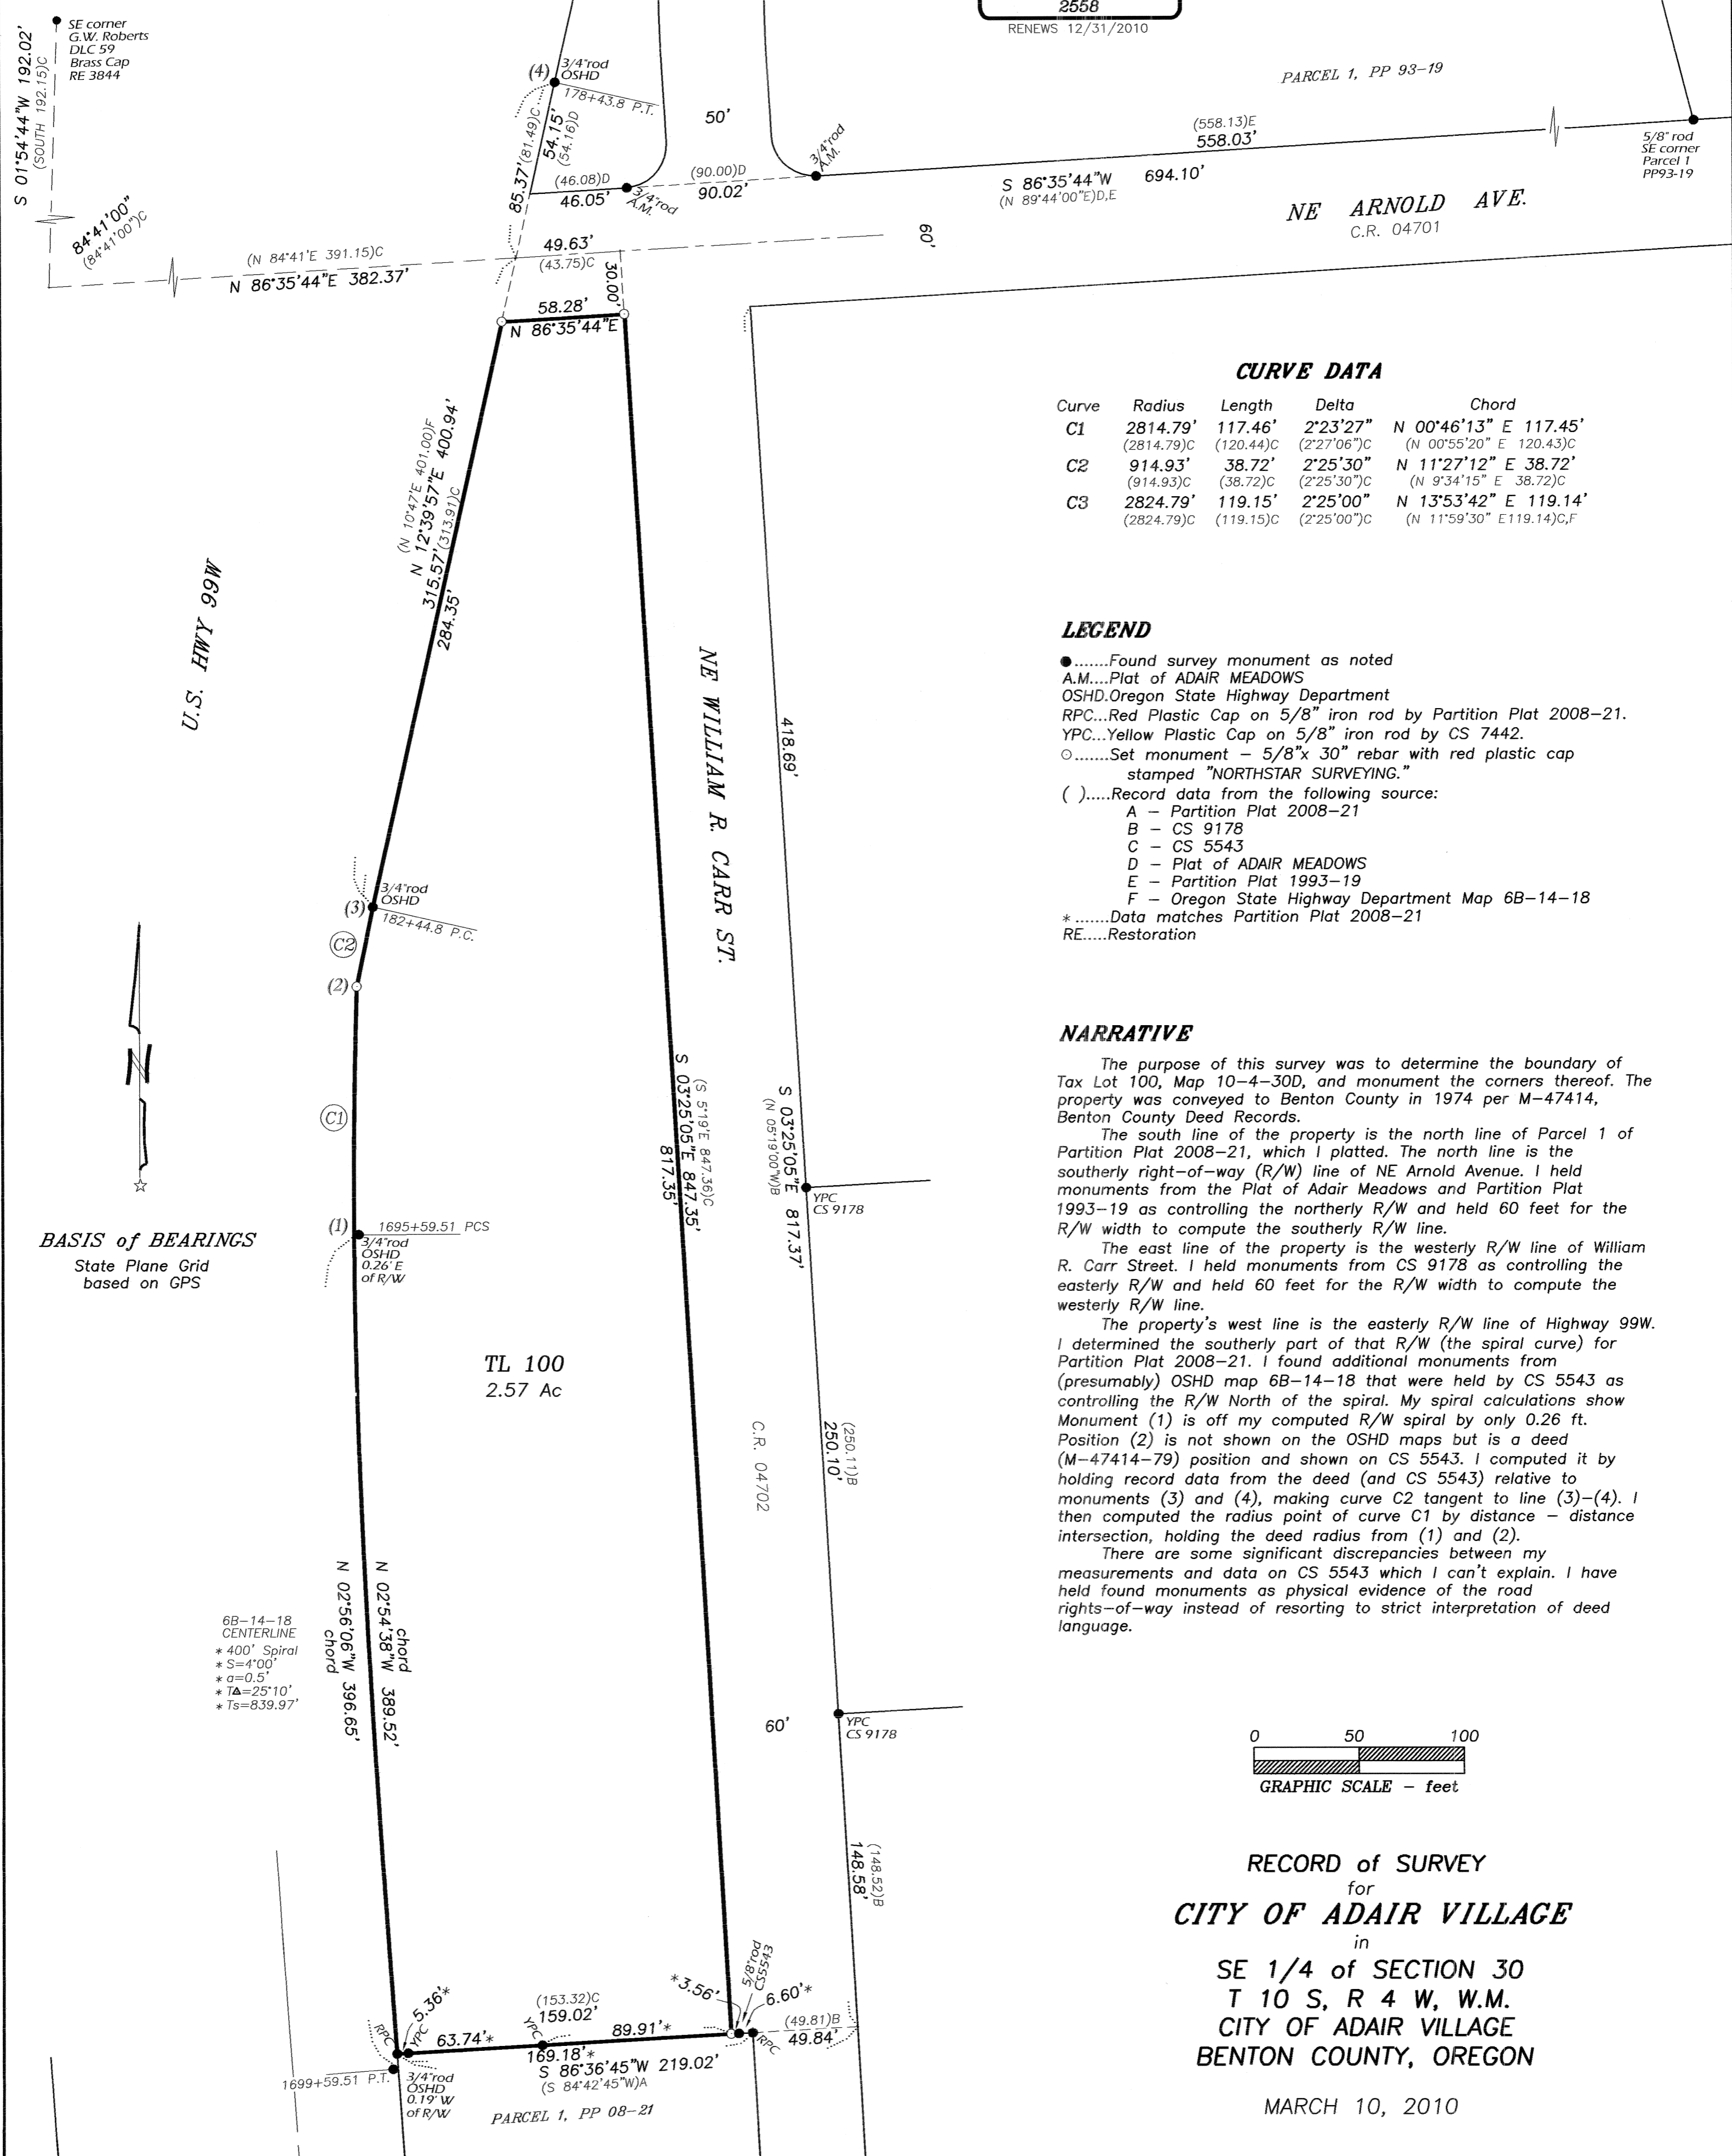 2558
RENEWS 12/31/2010
SE corner
G.W. Roberts
DLC 59
Brass Cap
RE 3844
S 01°54'44"W 192.02'
(SOUTH 192.15)C
84°41'00"
(84°41'00")C
(N 84°41'E 391.15)C
N 86°35'44"E 382.37'
(4)
3/4"rod
OSHD
178+43.8 P.T.
85.37'(81.49)C
54.15'
(54.16)D
(46.08)D
46.05'
3/4"rod
A.M.
50'
(90.00)D
90.02'
3/4"rod
A.M.
PARCEL 1, PP 93-19
(558.13)E
558.03'
S 86°35'44"W 694.10'
(N 89°44'00"E)D,E
5/8" rod
SE corner
Parcel 1
PP93-19
NE ARNOLD AVE.
C.R. 04701
60'
49.63'
(43.75)C
30.00'
58.28'
N 86°35'44"E
CURVE DATA
Curve Radius Length Delta Chord
C1 2814.79' 117.46' 2°23'27" N 00°46'13" E 117.45'
(2814.79)C (120.44)C (2°27'06")C (N 00°55'20" E 120.43)C
C2 914.93' 38.72' 2°25'30" N 11°27'12" E 38.72'
(914.93)C (38.72)C (2°25'30")C (N 9°34'15" E 38.72)C
C3 2824.79' 119.15' 2°25'00" N 13°53'42" E 119.14'
(2824.79)C (119.15)C (2°25'00")C (N 11°59'30" E119.14)C,F
(N 10°47'E 401.00)F
N 12°39'57"E 400.94'
315.57'(313.91)C
284.35'
U.S. HWY 99W
LEGEND
●.......Found survey monument as noted
A.M....Plat of ADAIR MEADOWS
OSHD.Oregon State Highway Department
RPC...Red Plastic Cap on 5/8" iron rod by Partition Plat 2008-21.
YPC...Yellow Plastic Cap on 5/8" iron rod by CS 7442.
⊙.......Set monument - 5/8"x 30" rebar with red plastic cap
stamped "NORTHSTAR SURVEYING."
( ).....Record data from the following source:
A - Partition Plat 2008-21
B - CS 9178
C - CS 5543
D - Plat of ADAIR MEADOWS
E - Partition Plat 1993-19
F - Oregon State Highway Department Map 6B-14-18
* .......Data matches Partition Plat 2008-21
RE.....Restoration
NE WILLIAM R. CARR ST.
418.69'
3/4"rod
OSHD
(3)
182+44.8 P.C.
C2
(2)
C1
N
BASIS of BEARINGS
State Plane Grid
based on GPS
(1)
1695+59.51 PCS
3/4"rod
OSHD
0.26' E
of R/W
(S 5°19'E 847.36)C
S 03°25'05"E 847.35'
817.35'
S 03°25'05"E 817.37'
(N 05°19'00"W)B
YPC
CS 9178
NARRATIVE
The purpose of this survey was to determine the boundary of
Tax Lot 100, Map 10-4-30D, and monument the corners thereof. The
property was conveyed to Benton County in 1974 per M-47414,
Benton County Deed Records.
The south line of the property is the north line of Parcel 1 of
Partition Plat 2008-21, which I platted. The north line is the
southerly right-of-way (R/W) line of NE Arnold Avenue. I held
monuments from the Plat of Adair Meadows and Partition Plat
1993-19 as controlling the northerly R/W and held 60 feet for the
R/W width to compute the southerly R/W line.
The east line of the property is the westerly R/W line of William
R. Carr Street. I held monuments from CS 9178 as controlling the
easterly R/W and held 60 feet for the R/W width to compute the
westerly R/W line.
The property's west line is the easterly R/W line of Highway 99W.
I determined the southerly part of that R/W (the spiral curve) for
Partition Plat 2008-21. I found additional monuments from
(presumably) OSHD map 6B-14-18 that were held by CS 5543 as
controlling the R/W North of the spiral. My spiral calculations show
Monument (1) is off my computed R/W spiral by only 0.26 ft.
Position (2) is not shown on the OSHD maps but is a deed
(M-47414-79) position and shown on CS 5543. I computed it by
holding record data from the deed (and CS 5543) relative to
monuments (3) and (4), making curve C2 tangent to line (3)-(4). I
then computed the radius point of curve C1 by distance - distance
intersection, holding the deed radius from (1) and (2).
There are some significant discrepancies between my
measurements and data on CS 5543 which I can't explain. I have
held found monuments as physical evidence of the road
rights-of-way instead of resorting to strict interpretation of deed
language.
TL 100
2.57 Ac
C.R. 04702
(250.11)B
250.10'
N 02°56'06"W 396.65'
chord
chord
N 02°54'38"W 389.52'
6B-14-18
CENTERLINE
* 400' Spiral
* S=4°00'
* a=0.5'
* T∆=25°10'
* Ts=839.97'
60'
YPC
CS 9178
0 50 100
GRAPHIC SCALE - feet
(148.52)B
148.58'
RECORD of SURVEY
for
CITY OF ADAIR VILLAGE
in
SE 1/4 of SECTION 30
T 10 S, R 4 W, W.M.
CITY OF ADAIR VILLAGE
BENTON COUNTY, OREGON
MARCH 10, 2010
RPC
5.36'*
YPC
63.74'*
(153.32)C
159.02'
YPC
89.91'*
*3.56'
5/8"rod
CS5543
6.60'*
RPC
(49.81)B
49.84'
169.18'*
S 86°36'45"W 219.02'
(S 84°42'45"W)A
1699+59.51 P.T.
3/4"rod
OSHD
0.19' W
of R/W
PARCEL 1, PP 08-21